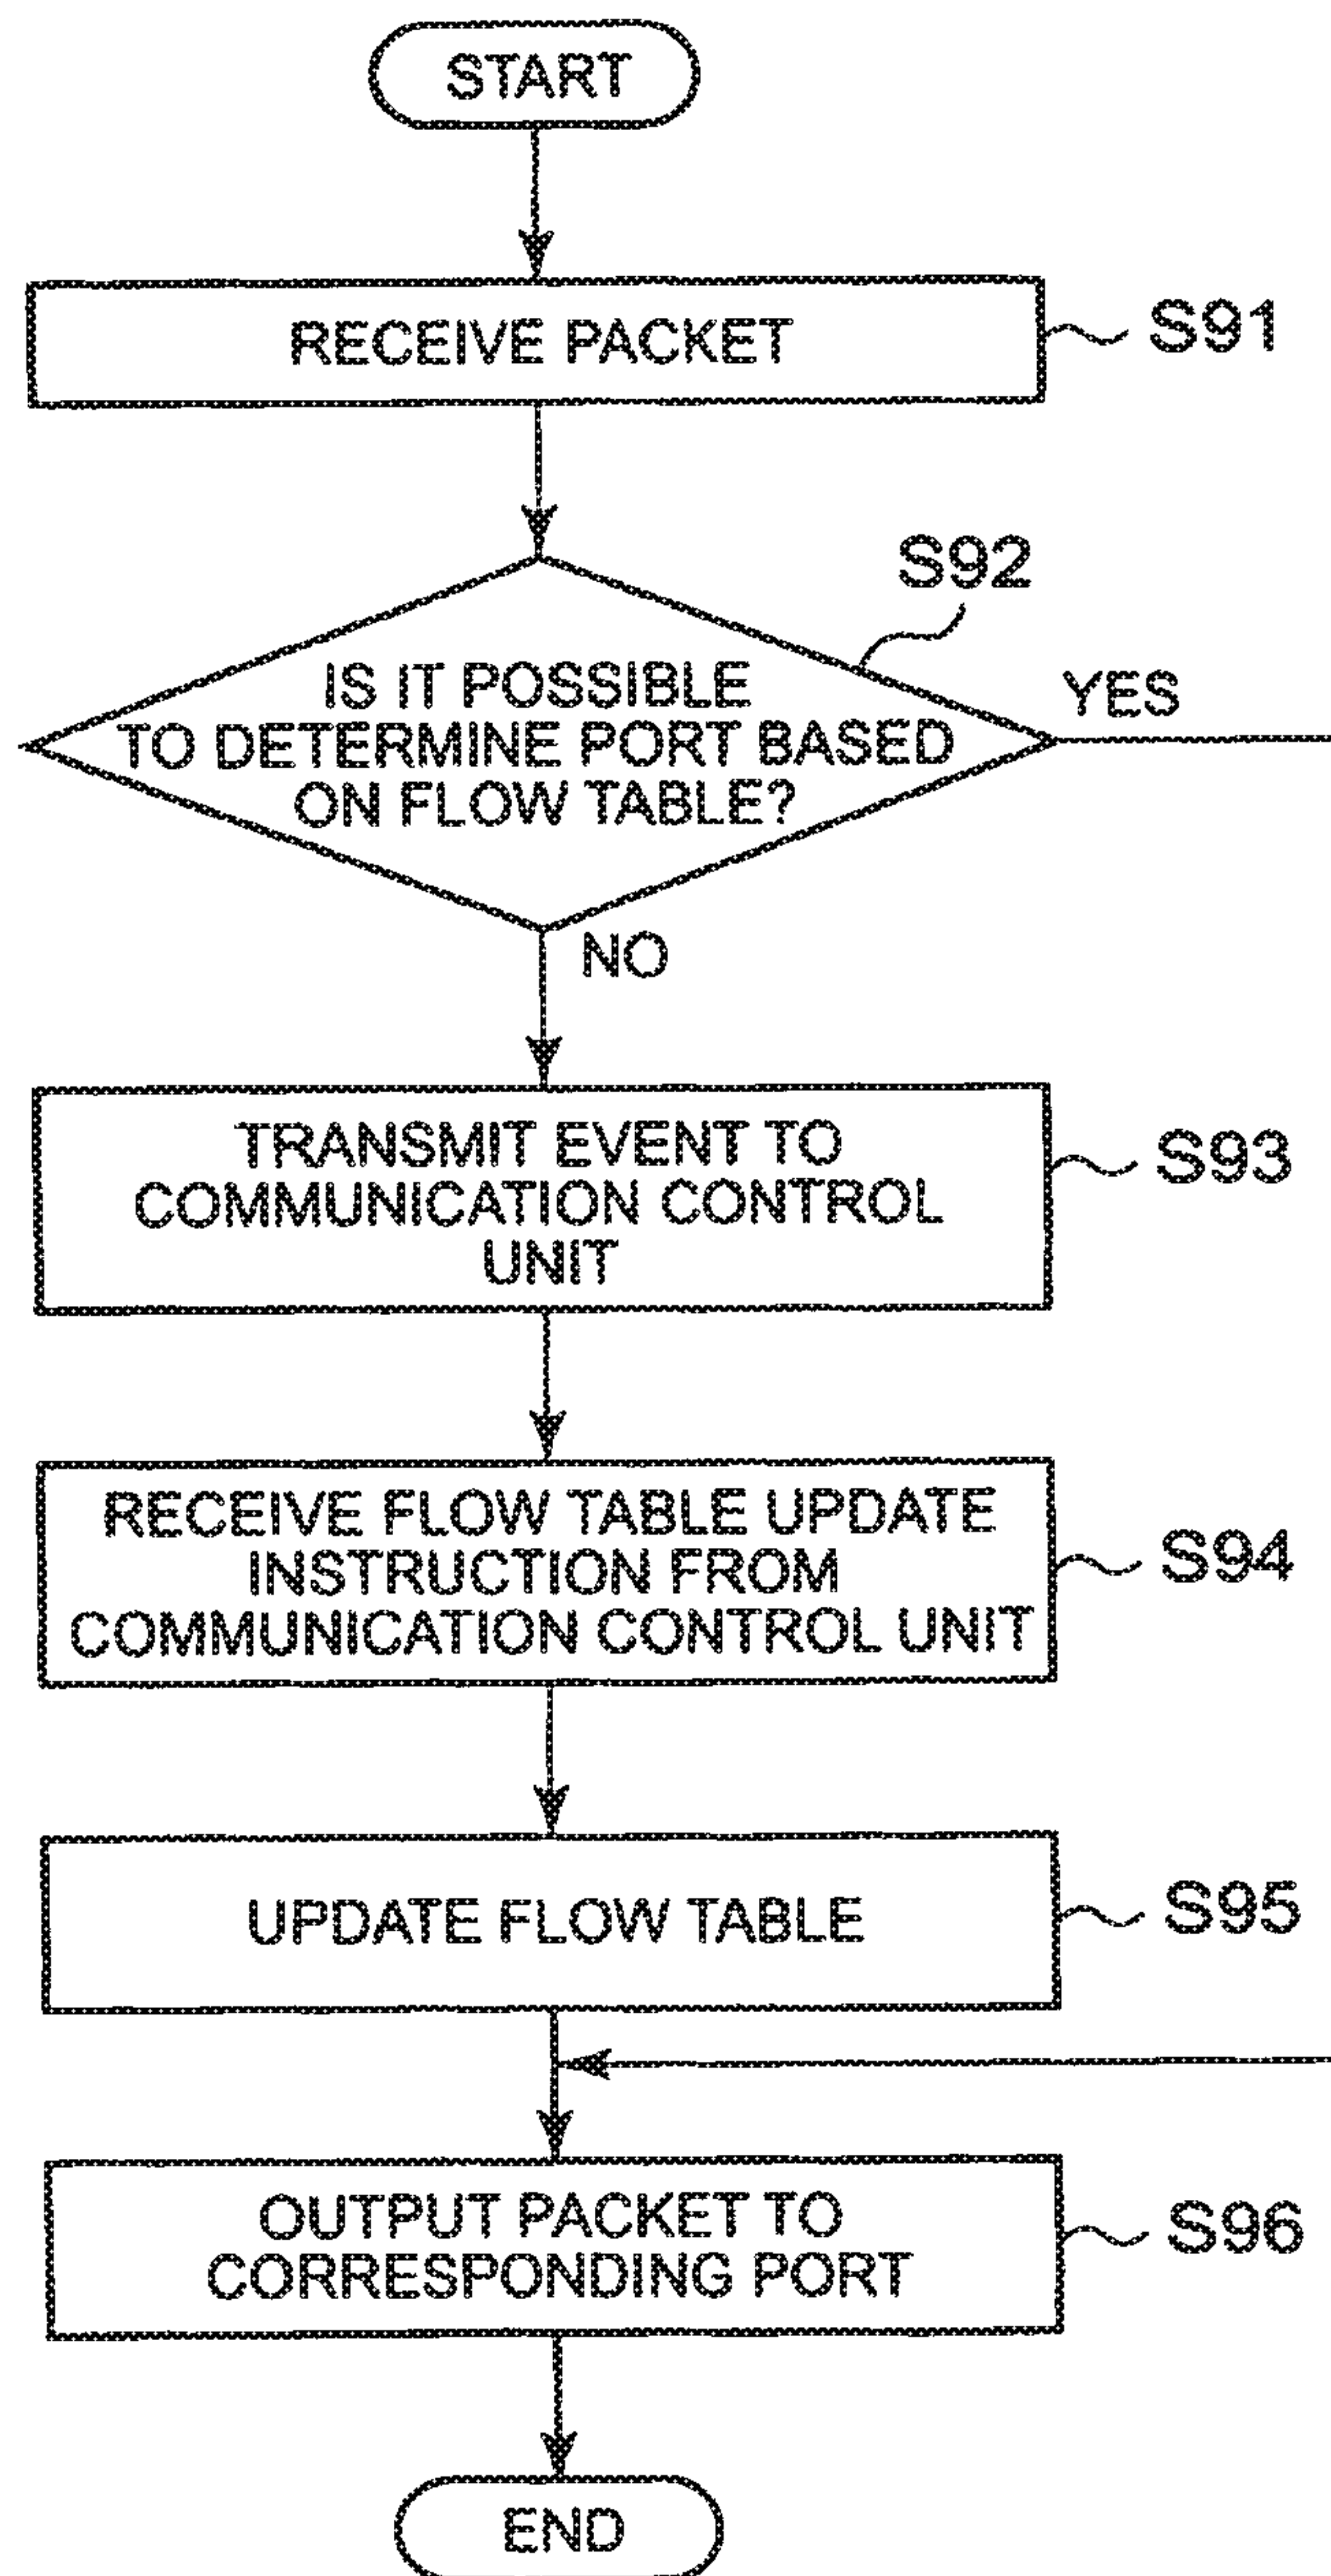 START
RECEIVE PACKET
S91
S92
IS IT POSSIBLE
TO DETERMINE PORT BASED
ON FLOW TABLE?
YES
NO
TRANSMIT EVENT TO
COMMUNICATION CONTROL
UNIT
S93
RECEIVE FLOW TABLE UPDATE
INSTRUCTION FROM
COMMUNICATION CONTROL UNIT
S94
UPDATE FLOW TABLE
S95
OUTPUT PACKET TO
CORRESPONDING PORT
S96
END